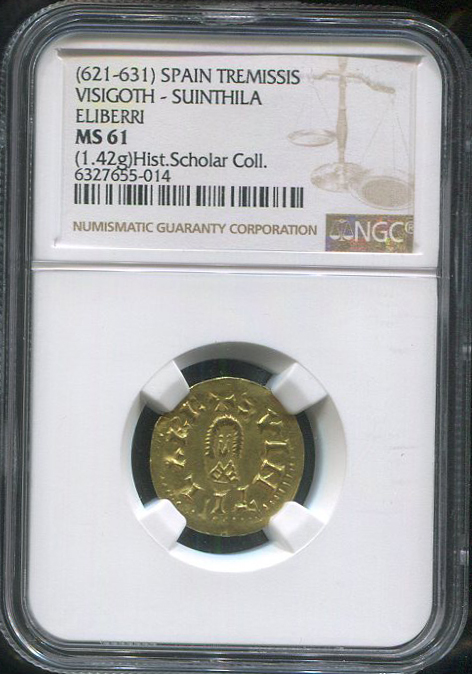 (621-631) SPAIN TREMISSIS
VISIGOTH - SUINTHILA
ELIBERRI
MS 61
(1.42g)Hist.Scholar Coll.
6327655-014
NUMISMATIC GUARANTY CORPORATION
NGC®